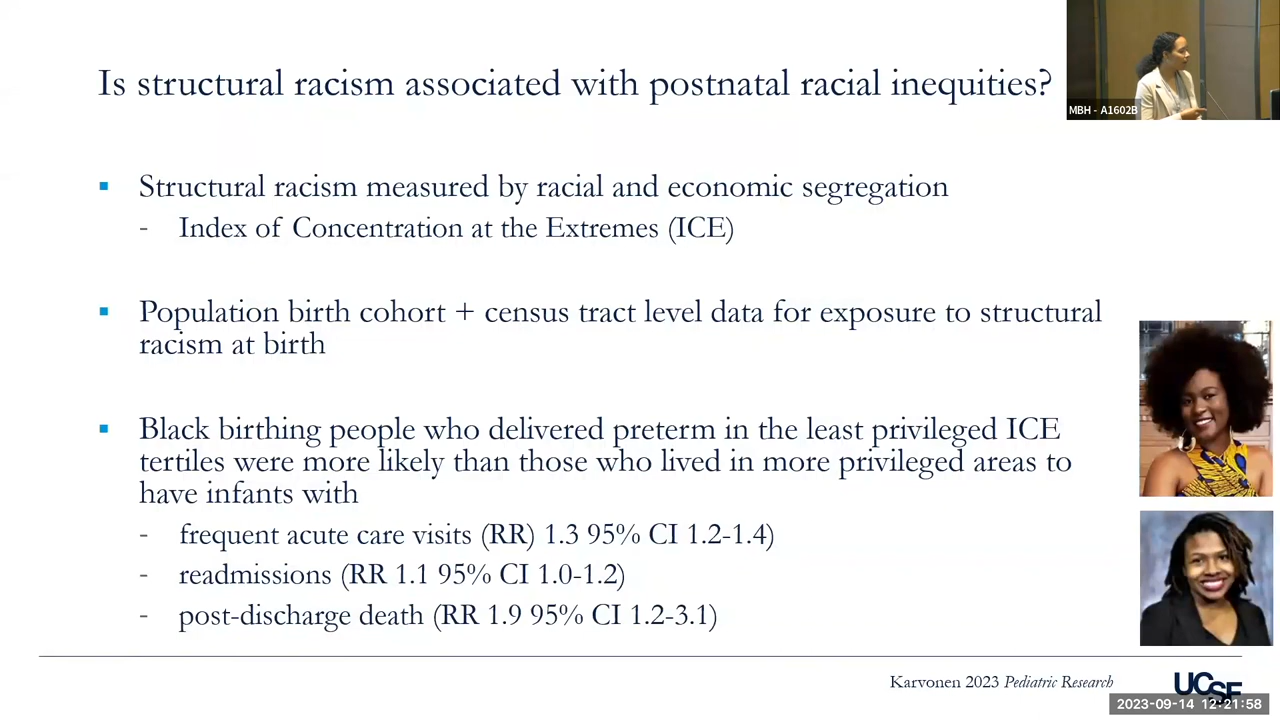 Is structural racism associated with postnatal racial inequities?
MBH - A1602B
▪ Structural racism measured by racial and economic segregation
- Index of Concentration at the Extremes (ICE)
▪ Population birth cohort + census tract level data for exposure to structural
racism at birth
▪ Black birthing people who delivered preterm in the least privileged ICE
tertiles were more likely than those who lived in more privileged areas to
have infants with
- frequent acute care visits (RR) 1.3 95% CI 1.2-1.4)
- readmissions (RR 1.1 95% CI 1.0-1.2)
- post-discharge death (RR 1.9 95% CI 1.2-3.1)
Karvonen 2023 Pediatric Research
UCSF
2023-09-14 12:21:58